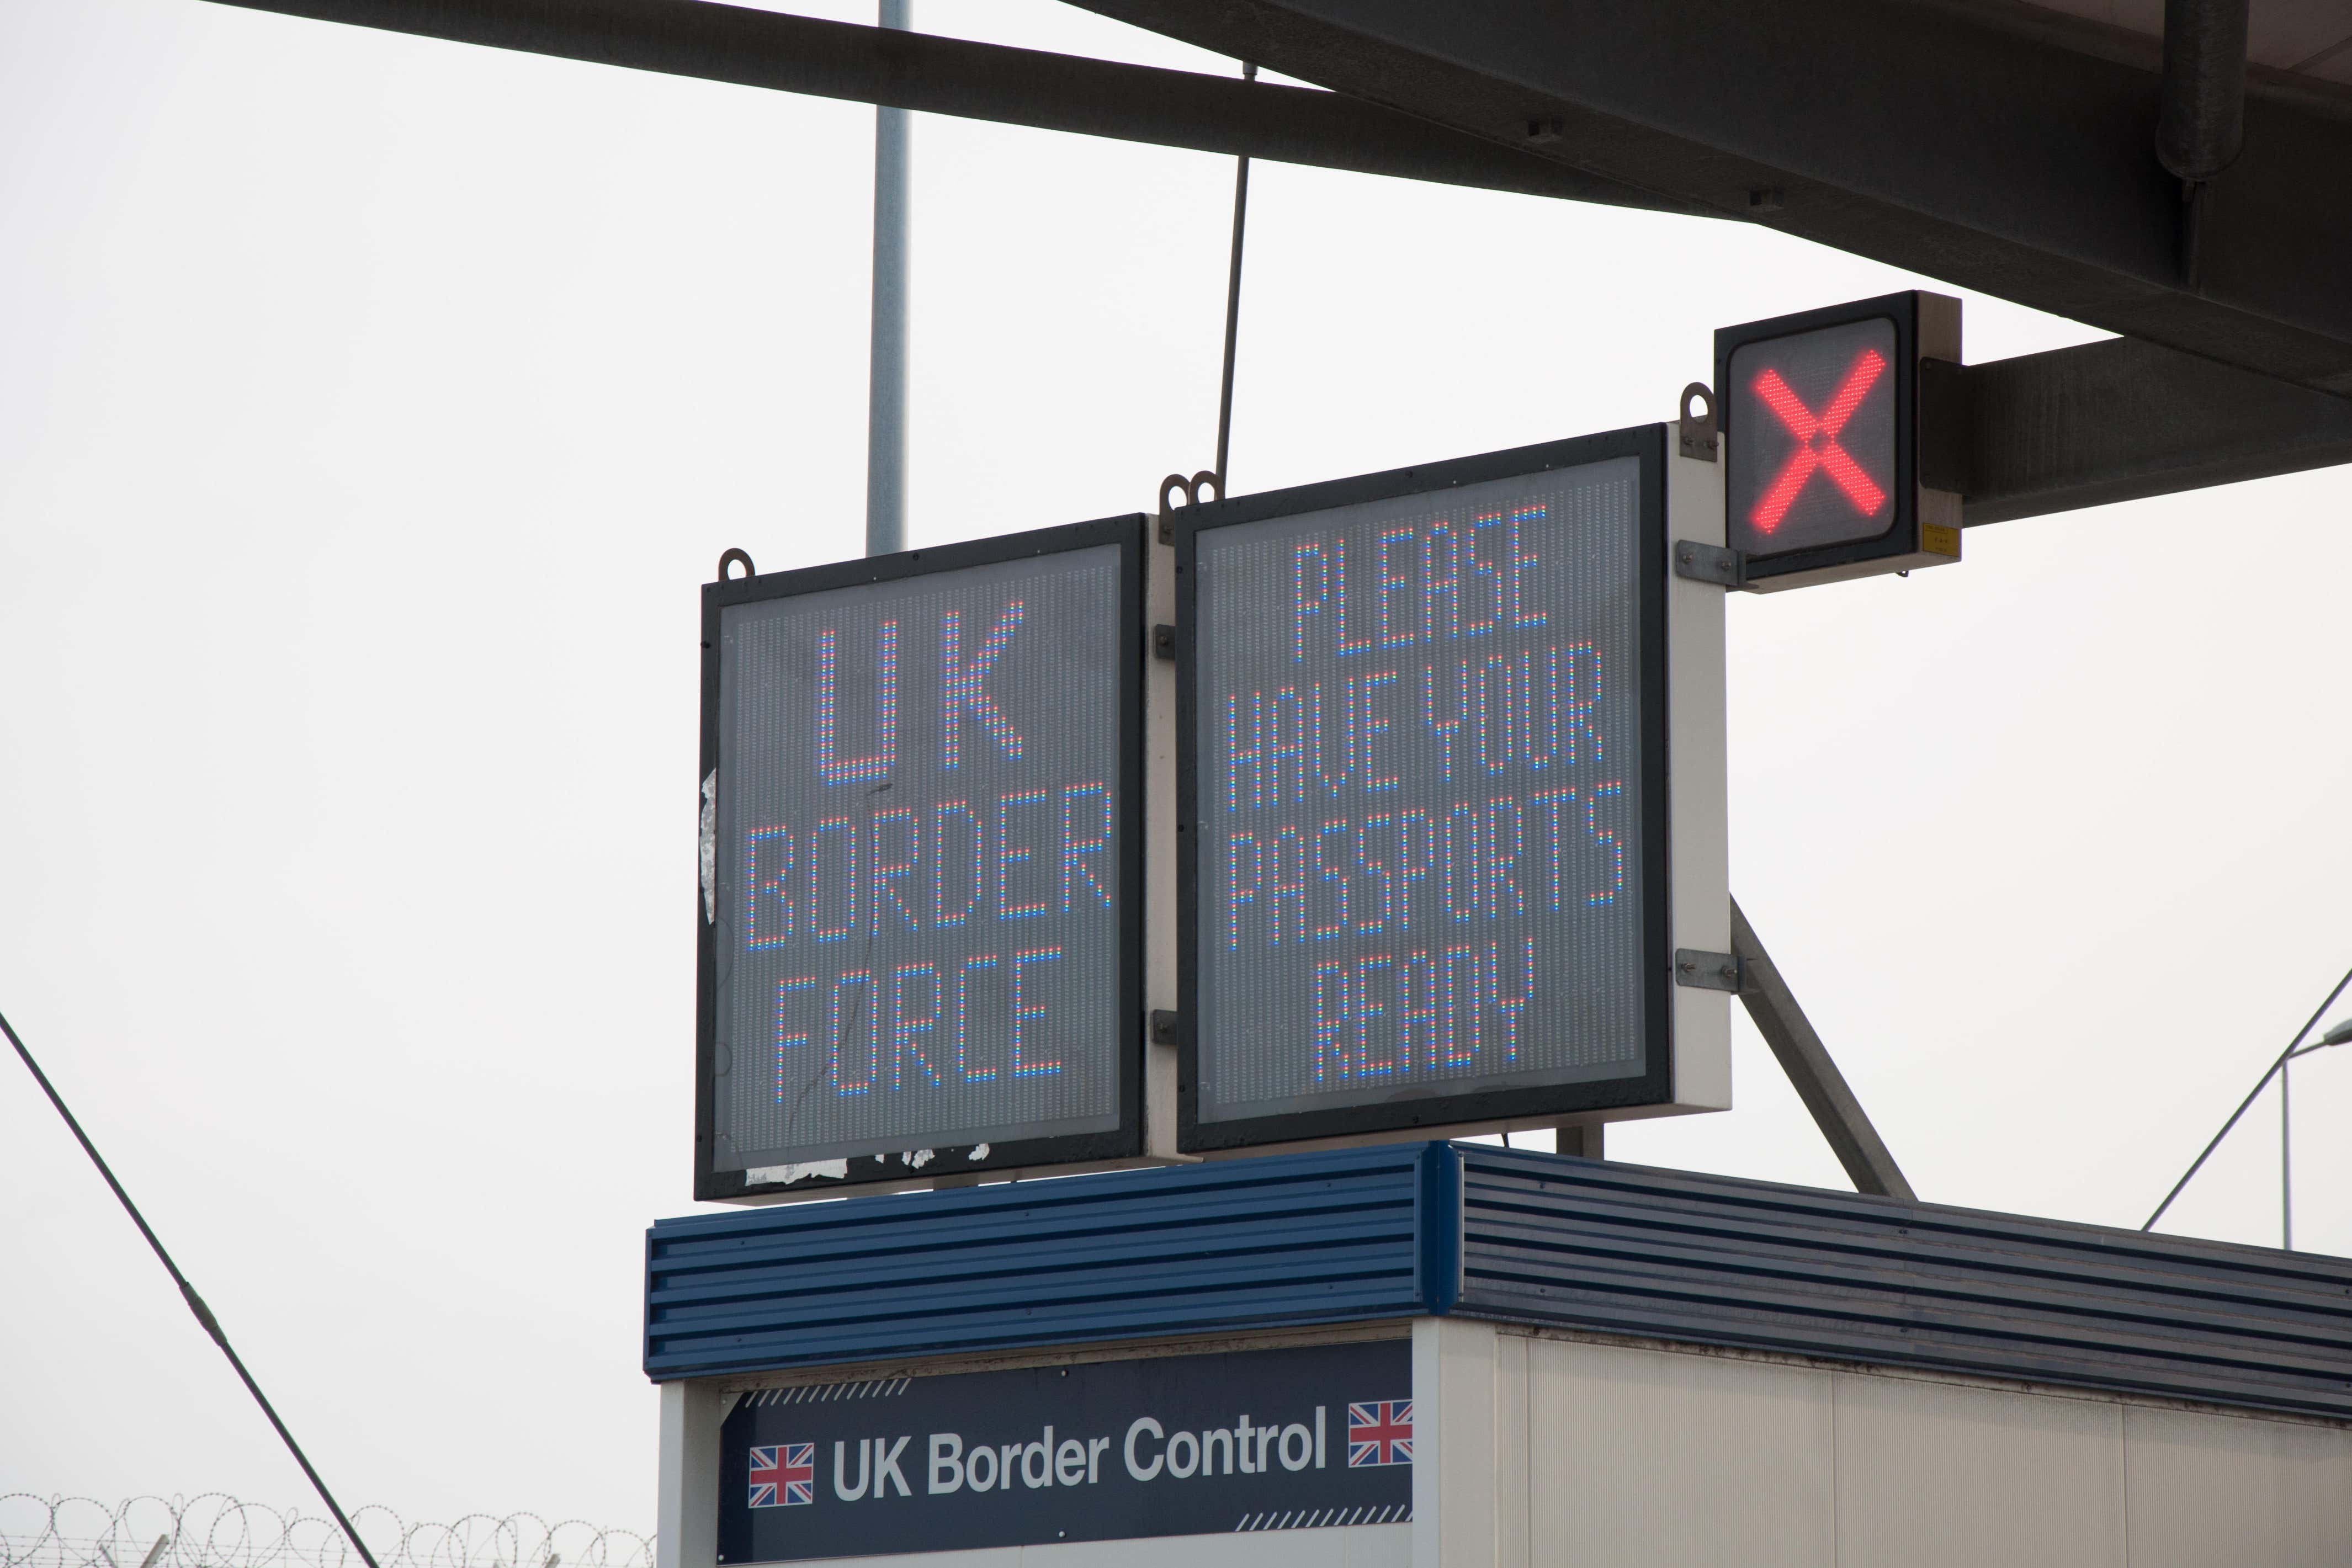 UK
BORDER
FORCE
PLEASE
HAVE YOUR
PASSPORTS
READY
UK Border Control